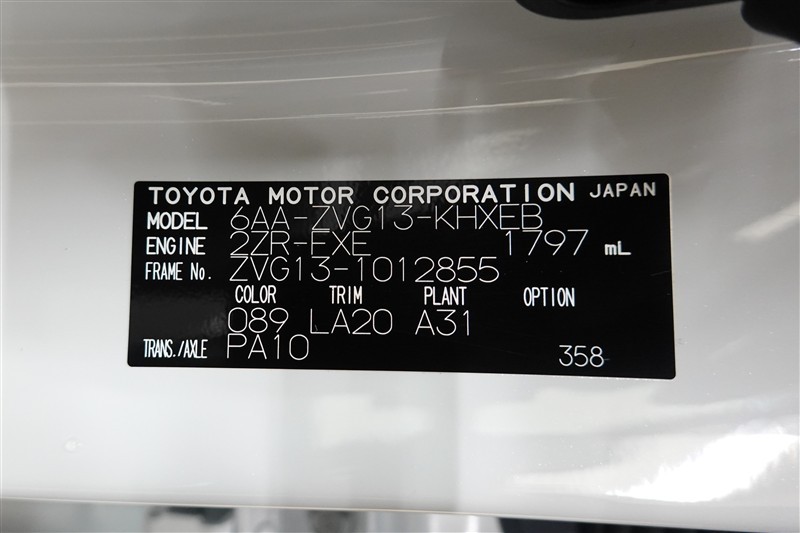 TOYOTA MOTOR CORPORATION JAPAN
MODEL 6AA-ZVG13-KHXEB
ENGINE 2ZR-EXE 1797 mL
FRAME No. ZVG13-1012855
COLOR TRIM PLANT OPTION
089 LA20 A31
TRANS./AXLE PA10 358